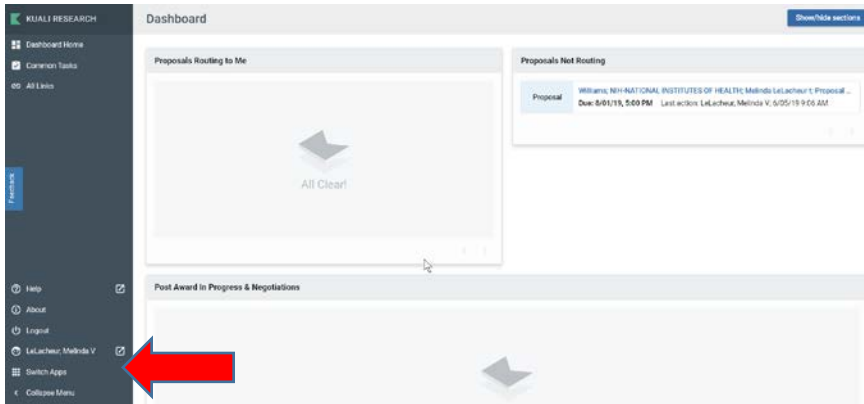 KUALI RESEARCH
Dashboard Home
Common Tasks
All Links
Feedback
Help
About
Logout
LeLacheur, Melinda V
Switch Apps
Collapse Menu
Dashboard
Show/hide sections
Proposals Routing to Me
All Clear!
Proposals Not Routing
Proposal
Williams; NIH-NATIONAL INSTITUTES OF HEALTH; Melinda LeLacheur t; Proposal ...
Due: 8/01/19, 5:00 PM Last action: LeLacheur, Melinda V, 6/05/19 9:06 AM
Post Award In Progress & Negotiations